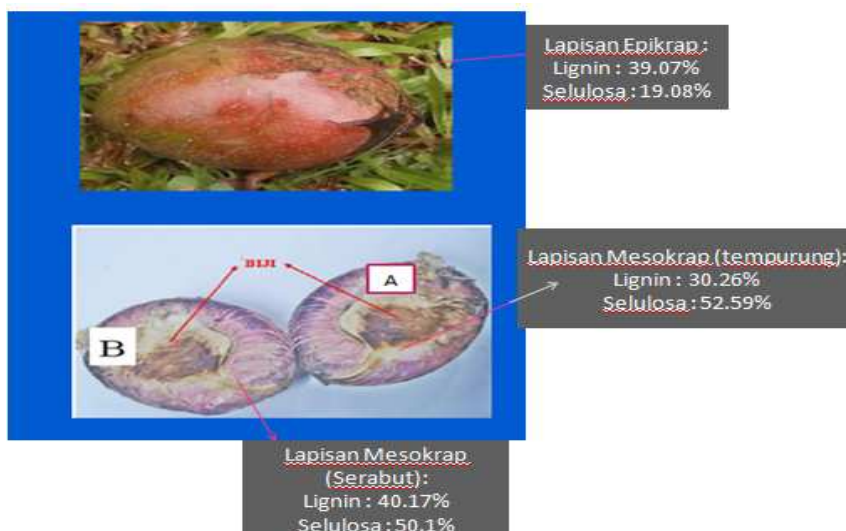 Lapisan Epikrap :
Lignin : 39.07%
Selulosa : 19.08%
Lapisan Mesokrap (tempurung):
Lignin : 30.26%
Selulosa : 52.59%
BIJI
A
B
Lapisan Mesokrap
(Serabut):
Lignin : 40.17%
Selulosa : 50.1%